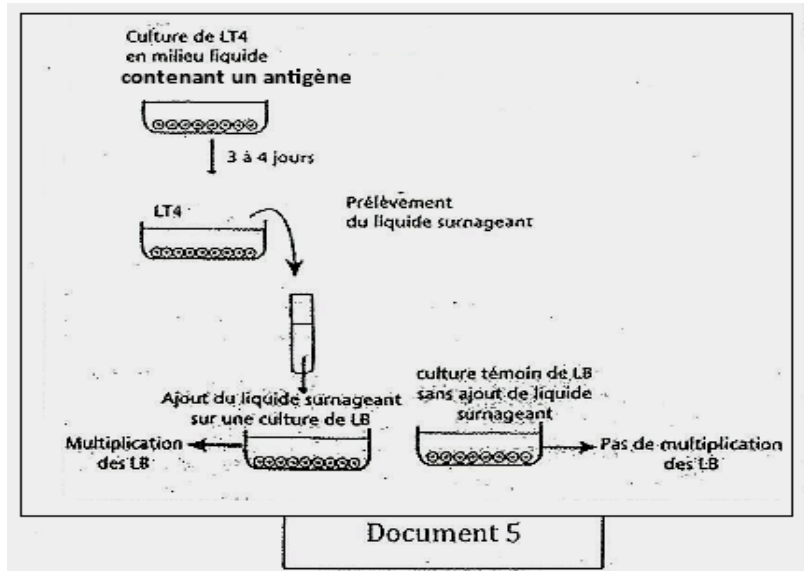 Culture de LT4
en milieu liquide
contenant un antigène
3 à 4 jours
LT4
Prélèvement
du liquide surnageant
Ajout du liquide surnageant
sur une culture de LB
culture témoin de LB
sans ajout de liquide
surnageant
Multiplication
des LB
Pas de multiplication
des LB
Document 5